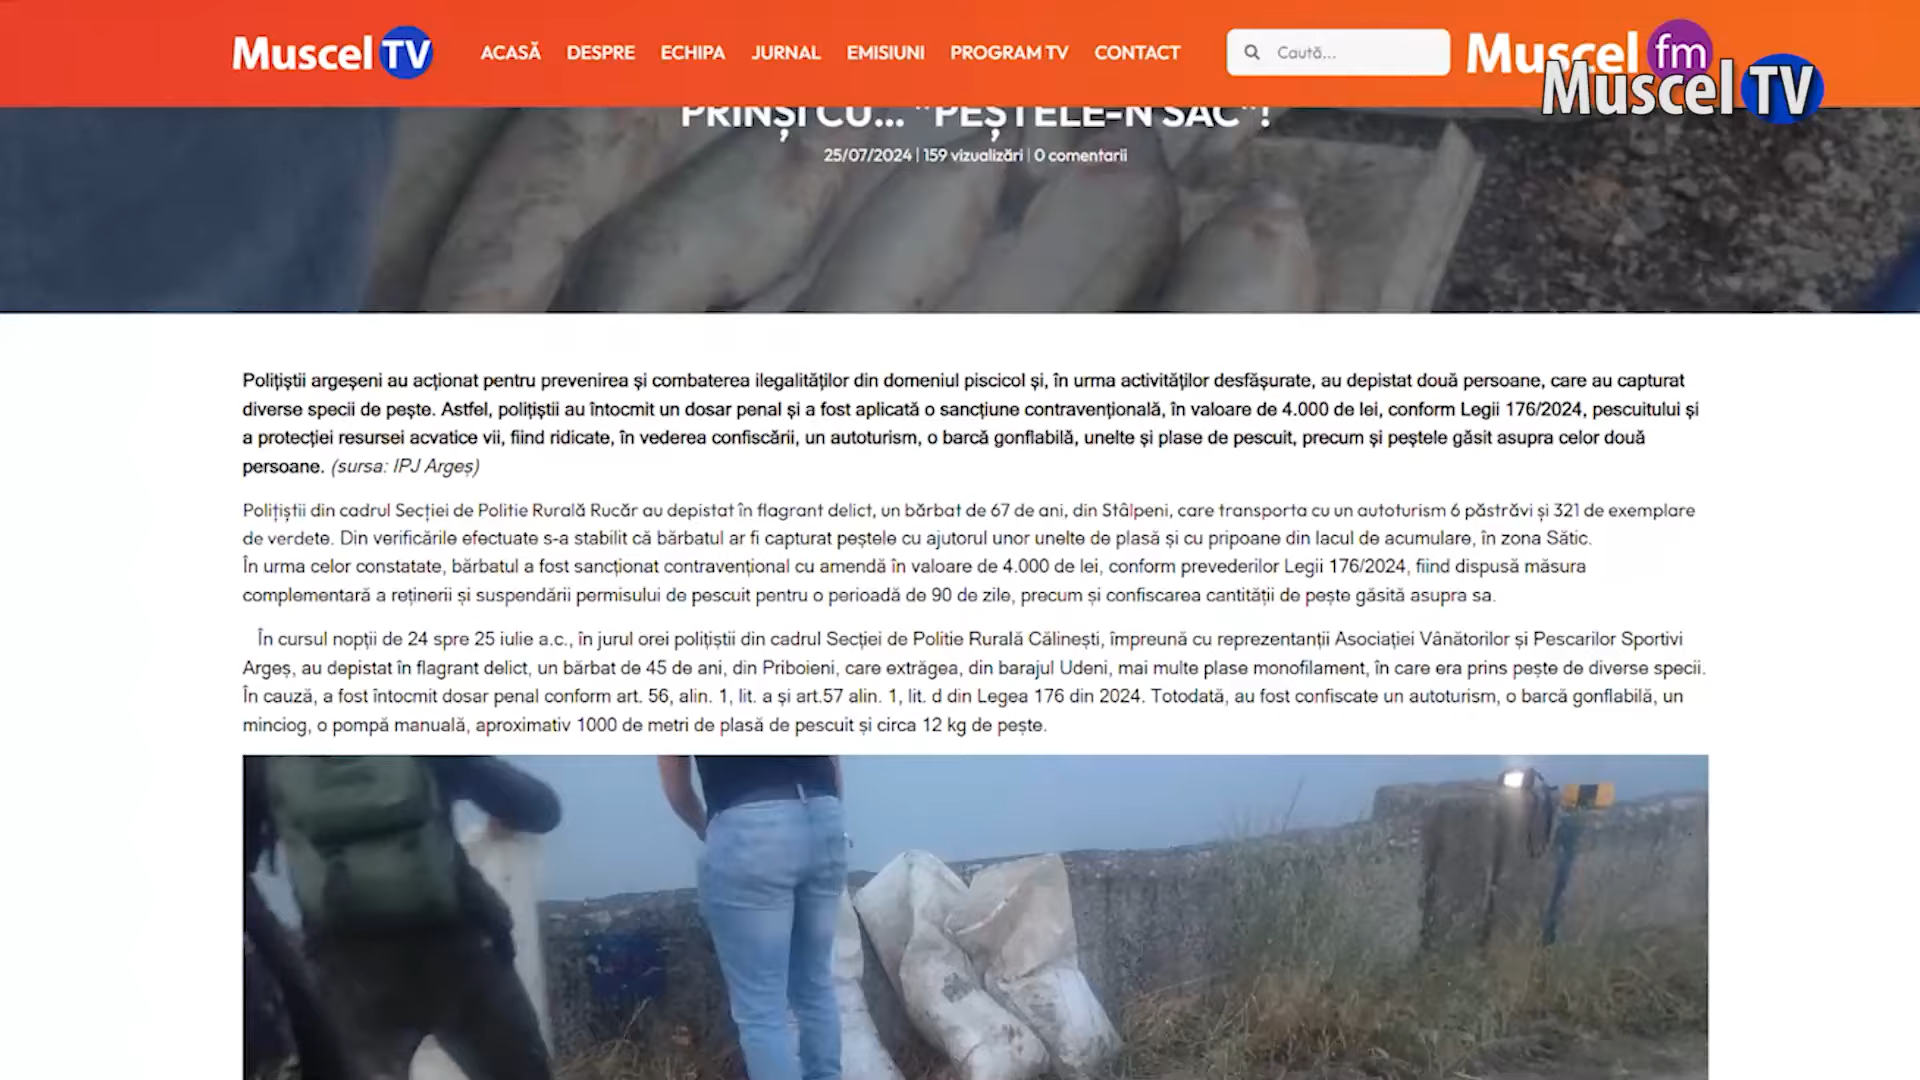 Muscel TV
ACASĂ DESPRE ECHIPA JURNAL EMISIUNI PROGRAM TV CONTACT
Caută...
Muscel fm
Muscel TV
PRINȘI CU... "PEȘTELE-N SAC"!
25/07/2024 | 159 vizualizări | 0 comentarii
Polițiștii argeșeni au acționat pentru prevenirea și combaterea ilegalităților din domeniul piscicol și, în urma activităților desfășurate, au depistat două persoane, care au capturat
diverse specii de pește. Astfel, polițiștii au întocmit un dosar penal și a fost aplicată o sancțiune contravențională, în valoare de 4.000 de lei, conform Legii 176/2024, pescuitului și
a protecției resursei acvatice vii, fiind ridicate, în vederea confiscării, un autoturism, o barcă gonflabilă, unelte și plase de pescuit, precum și peștele găsit asupra celor două
persoane. (sursa: IPJ Argeș)
Polițiștii din cadrul Secției de Politie Rurală Rucăr au depistat în flagrant delict, un bărbat de 67 de ani, din Stâlpeni, care transporta cu un autoturism 6 păstrăvi și 321 de exemplare
de verdete. Din verificările efectuate s-a stabilit că bărbatul ar fi capturat peștele cu ajutorul unor unelte de plasă și cu pripoane din lacul de acumulare, în zona Sătic.
În urma celor constatate, bărbatul a fost sancționat contravențional cu amendă în valoare de 4.000 de lei, conform prevederilor Legii 176/2024, fiind dispusă măsura
complementară a reținerii și suspendării permisului de pescuit pentru o perioadă de 90 de zile, precum și confiscarea cantității de pește găsită asupra sa.
În cursul nopții de 24 spre 25 iulie a.c., în jurul orei polițiștii din cadrul Secției de Politie Rurală Călinești, împreună cu reprezentanții Asociației Vânătorilor și Pescarilor Sportivi
Argeș, au depistat în flagrant delict, un bărbat de 45 de ani, din Priboieni, care extrăgea, din barajul Udeni, mai multe plase monofilament, în care era prins pește de diverse specii.
În cauză, a fost întocmit dosar penal conform art. 56, alin. 1, lit. a și art.57 alin. 1, lit. d din Legea 176 din 2024. Totodată, au fost confiscate un autoturism, o barcă gonflabilă, un
minciog, o pompă manuală, aproximativ 1000 de metri de plasă de pescuit și circa 12 kg de pește.